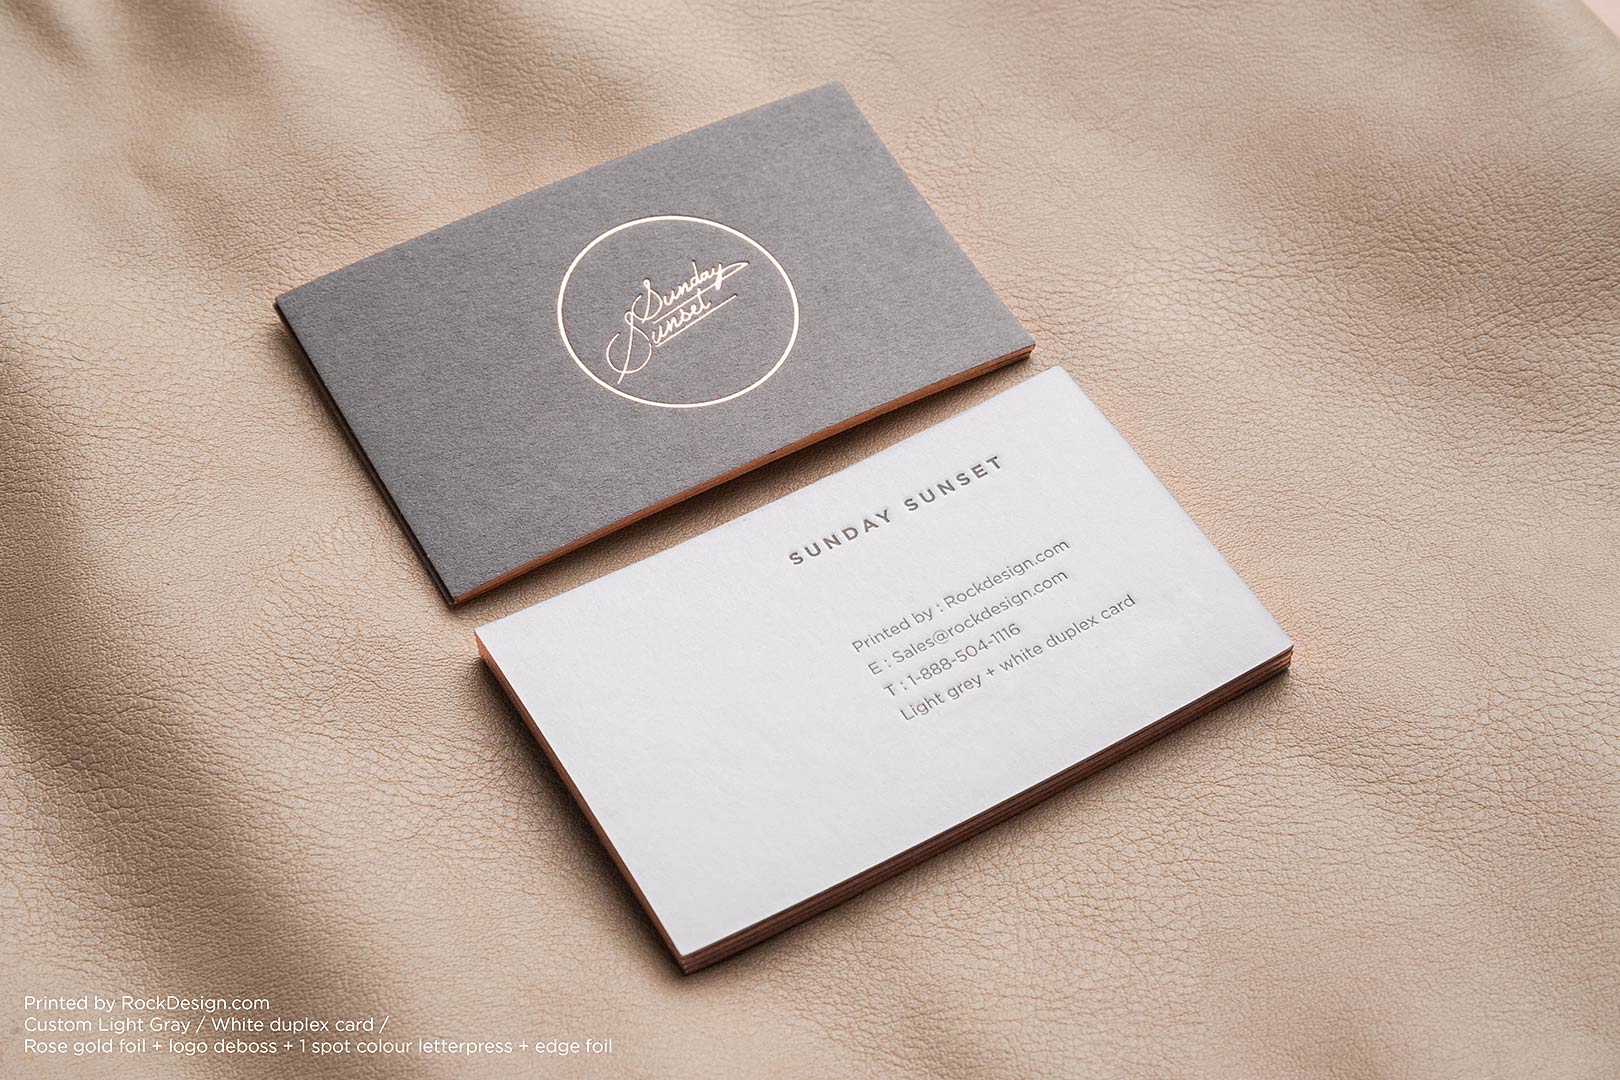 Sunday
Sunset
SUNDAY SUNSET
Printed by : Rockdesign.com
E : Sales@rockdesign.com
T : 1-888-504-1116
Light grey + white duplex card
Printed by RockDesign.com
Custom Light Gray / White duplex card /
Rose gold foil + logo deboss + 1 spot colour letterpress + edge foil